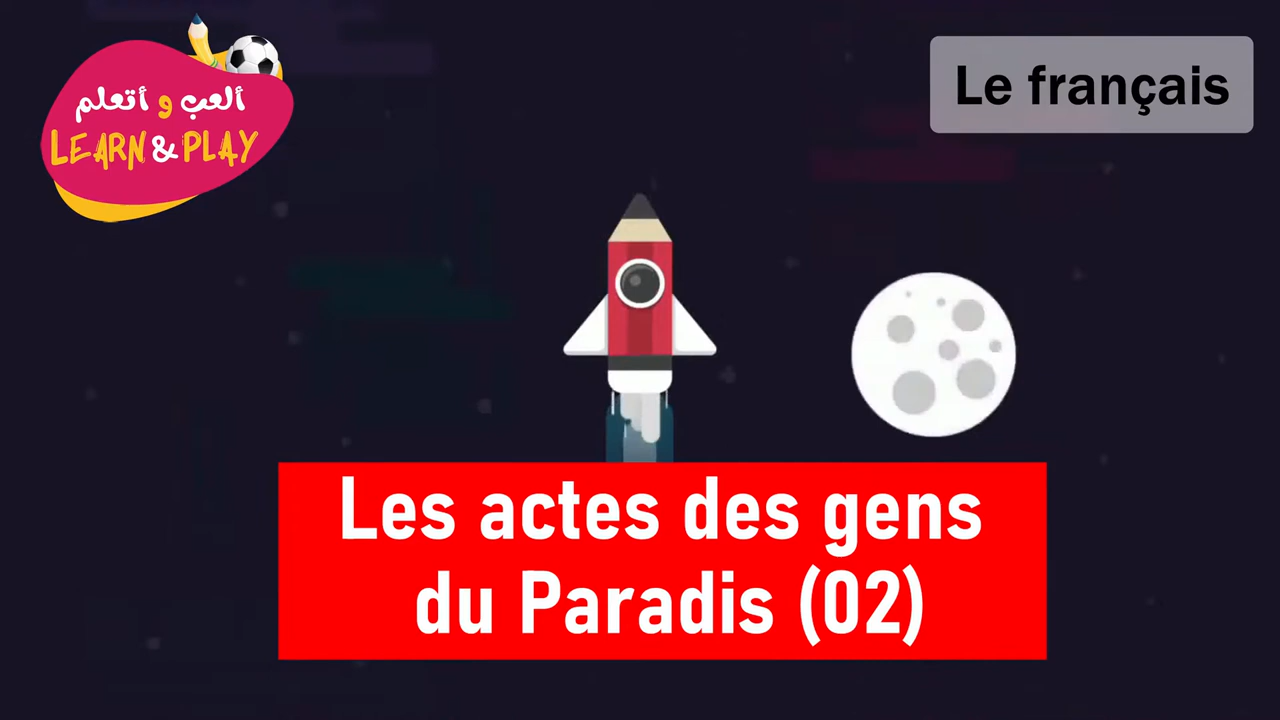 ألعب و أتعلم
LEARN & PLAY
Le français
Les actes des gens
du Paradis (02)